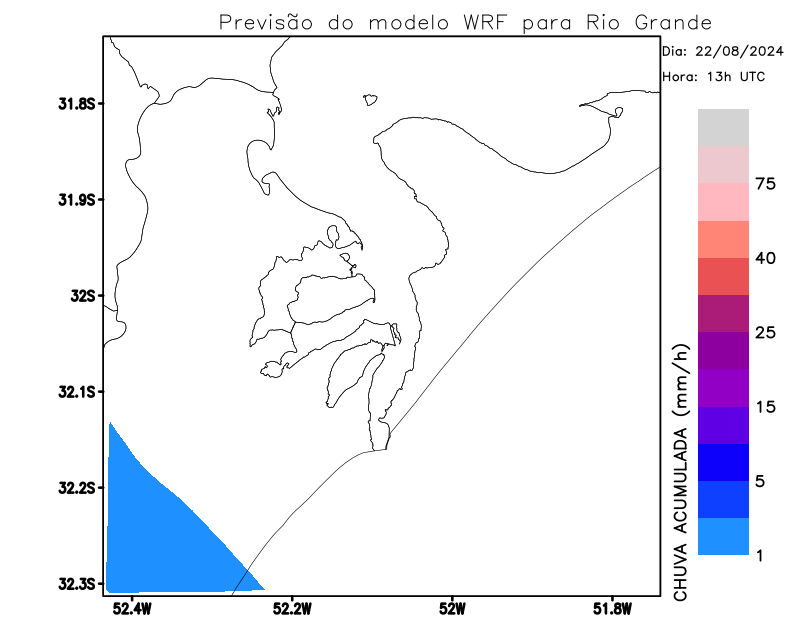 Previsão do modelo WRF para Rio Grande
Dia: 22/08/2024
Hora: 13h UTC
31.8S
31.9S
32S
32.1S
32.2S
32.3S
52.4W
52.2W
52W
51.8W
75
40
25
15
5
1
CHUVA ACUMULADA (mm/h)